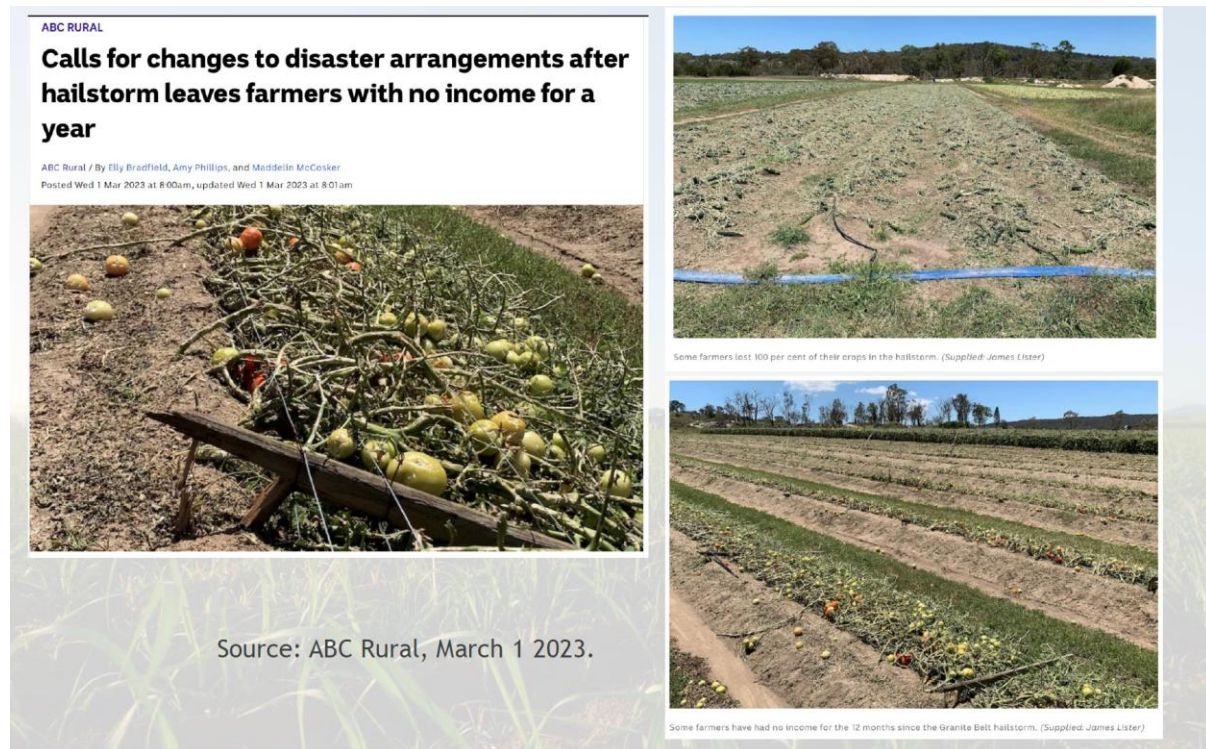 ABC RURAL
Calls for changes to disaster arrangements after
hailstorm leaves farmers with no income for a
year
ABC Rural / By Elly Bradfield, Amy Phillips, and Maddelin McCosker
Posted Wed 1 Mar 2023 at 8:00am, updated Wed 1 Mar 2023 at 8:01am
Source: ABC Rural, March 1 2023.
Some farmers lost 100 per cent of their crops in the hailstorm. (Supplied: James Lister)
Some farmers have had no income for the 12 months since the Granite Belt hailstorm. (Supplied: James Lister)